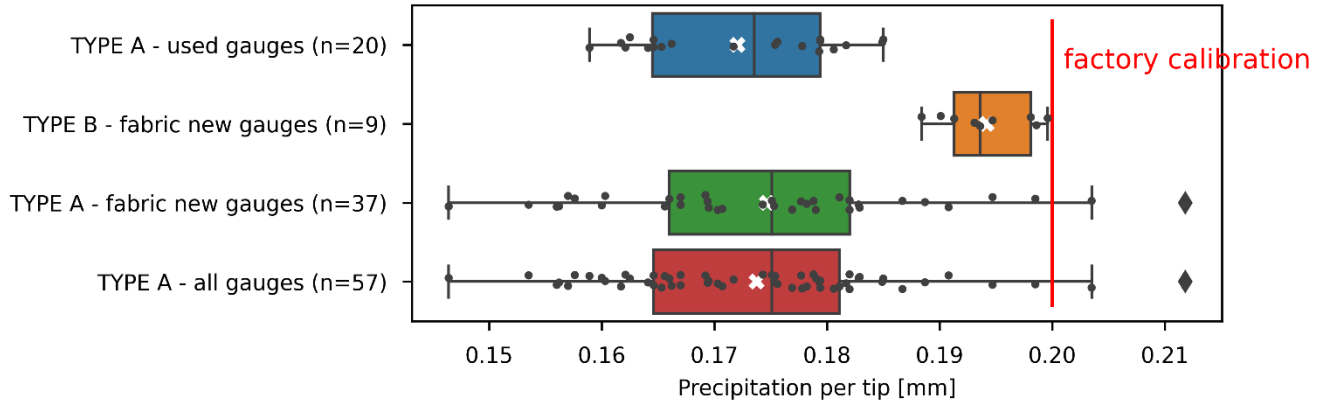 TYPE A - used gauges (n=20)
factory calibration
TYPE B - fabric new gauges (n=9)
TYPE A - fabric new gauges (n=37)
TYPE A - all gauges (n=57)
0.15 0.16 0.17 0.18 0.19 0.20 0.21
Precipitation per tip [mm]